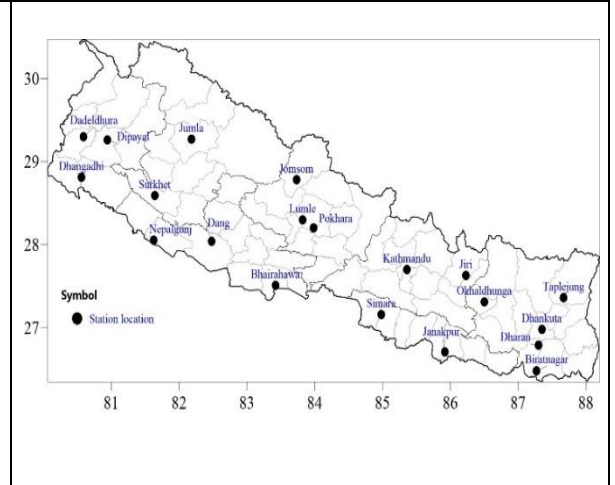 30
Dadeldhura
Dipayal
Jumla
29
Dhangadhi
Jomsom
Surkhet
Lumle
Pokhara
Nepalgunj
Dang
28
Kathmandu
Jiri
Bhairahawa
Okhaldhunga
Taplejung
Symbol
Simara
Station location
Dhankuta
27
Janakpur
Dharan
Biratnagar
81 82 83 84 85 86 87 88